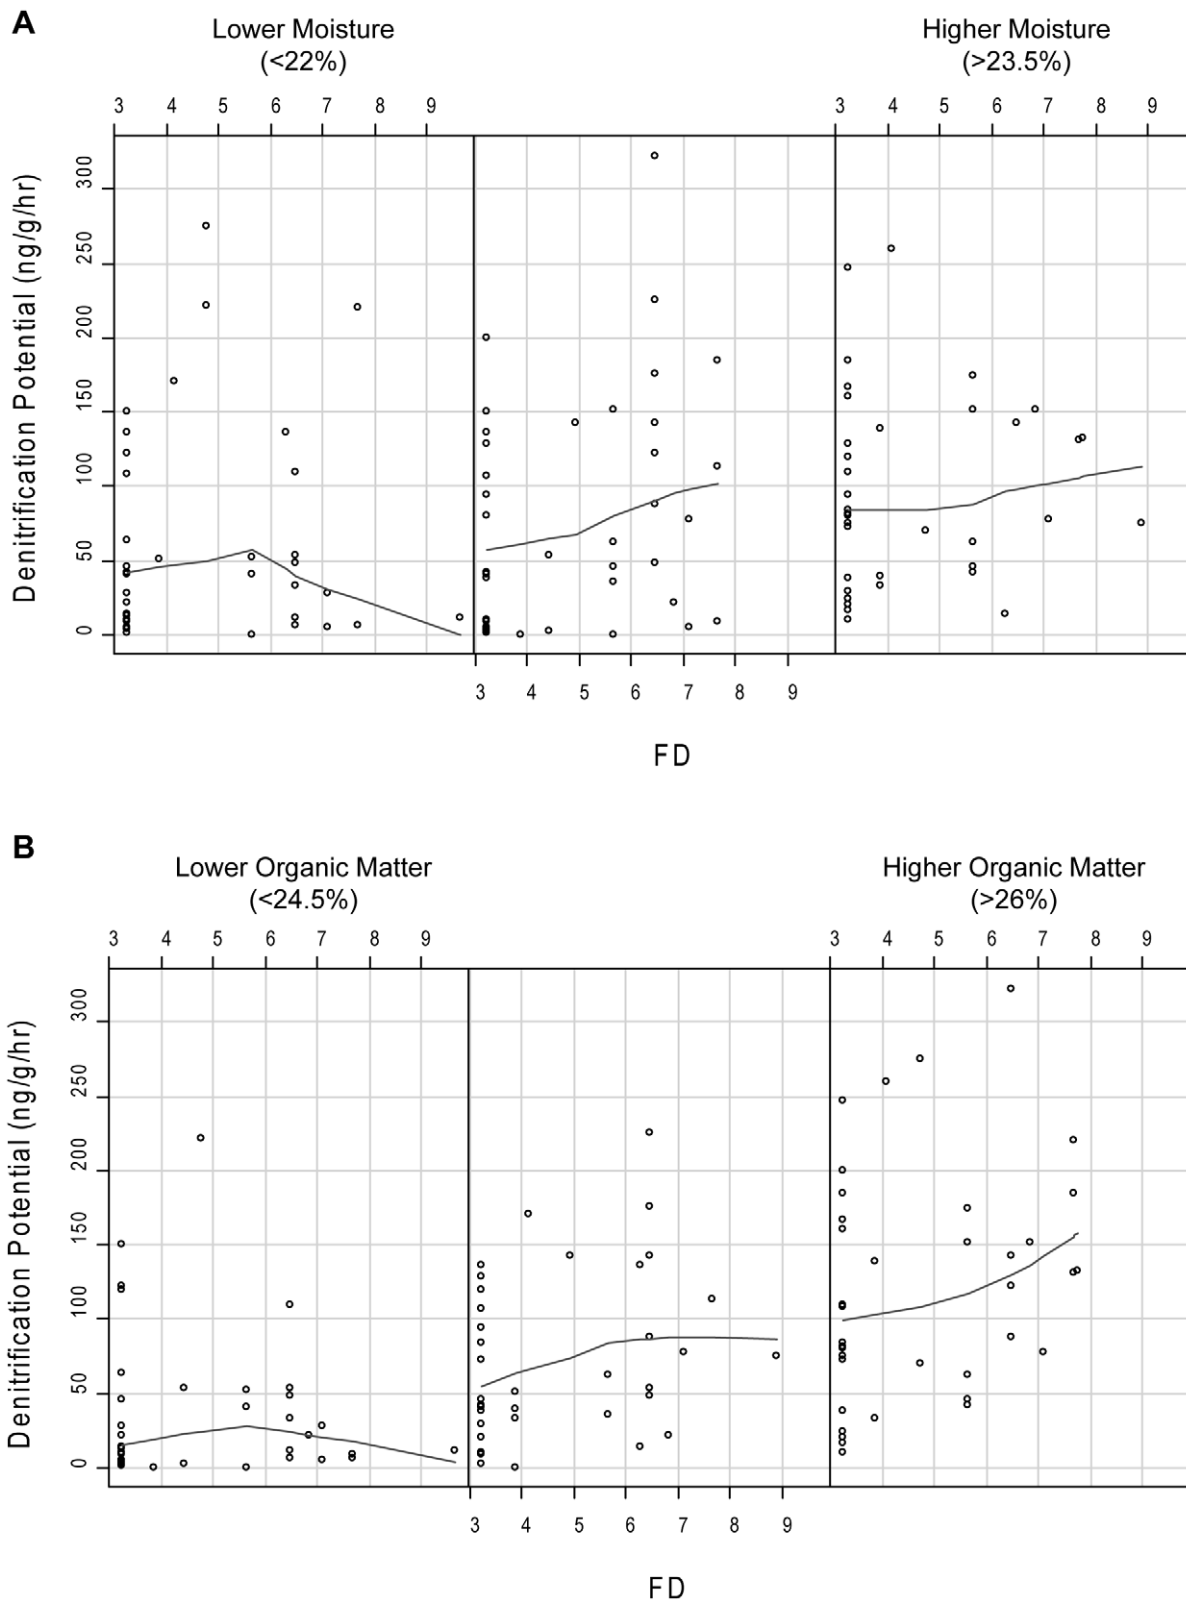 A
Lower Moisture
(<22%)
Higher Moisture
(>23.5%)
3 4 5 6 7 8 9
3 4 5 6 7 8 9
Denitrification Potential (ng/g/hr)
300
250
200
150
100
50
0
3 4 5 6 7 8 9
FD
B
Lower Organic Matter
(<24.5%)
Higher Organic Matter
(>26%)
3 4 5 6 7 8 9
3 4 5 6 7 8 9
Denitrification Potential (ng/g/hr)
300
250
200
150
100
50
0
3 4 5 6 7 8 9
FD